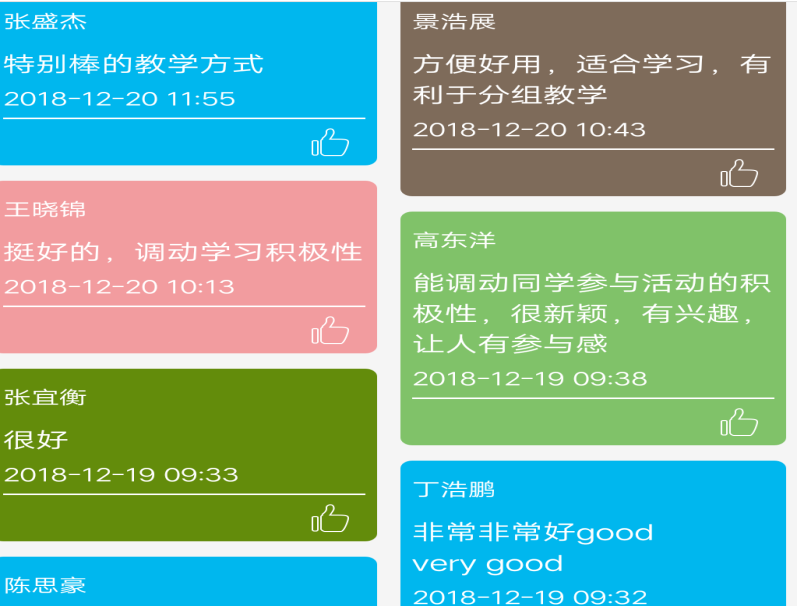 张盛杰
特别棒的教学方式
2018-12-20 11:55
王晓锦
挺好的，调动学习积极性
2018-12-20 10:13
张宜衡
很好
2018-12-19 09:33
陈思豪
景浩展
方便好用，适合学习，有
利于分组教学
2018-12-20 10:43
高东洋
能调动同学参与活动的积
极性，很新颖，有兴趣，
让人有参与感
2018-12-19 09:38
丁浩鹏
非常非常好good
very good
2018-12-19 09:32